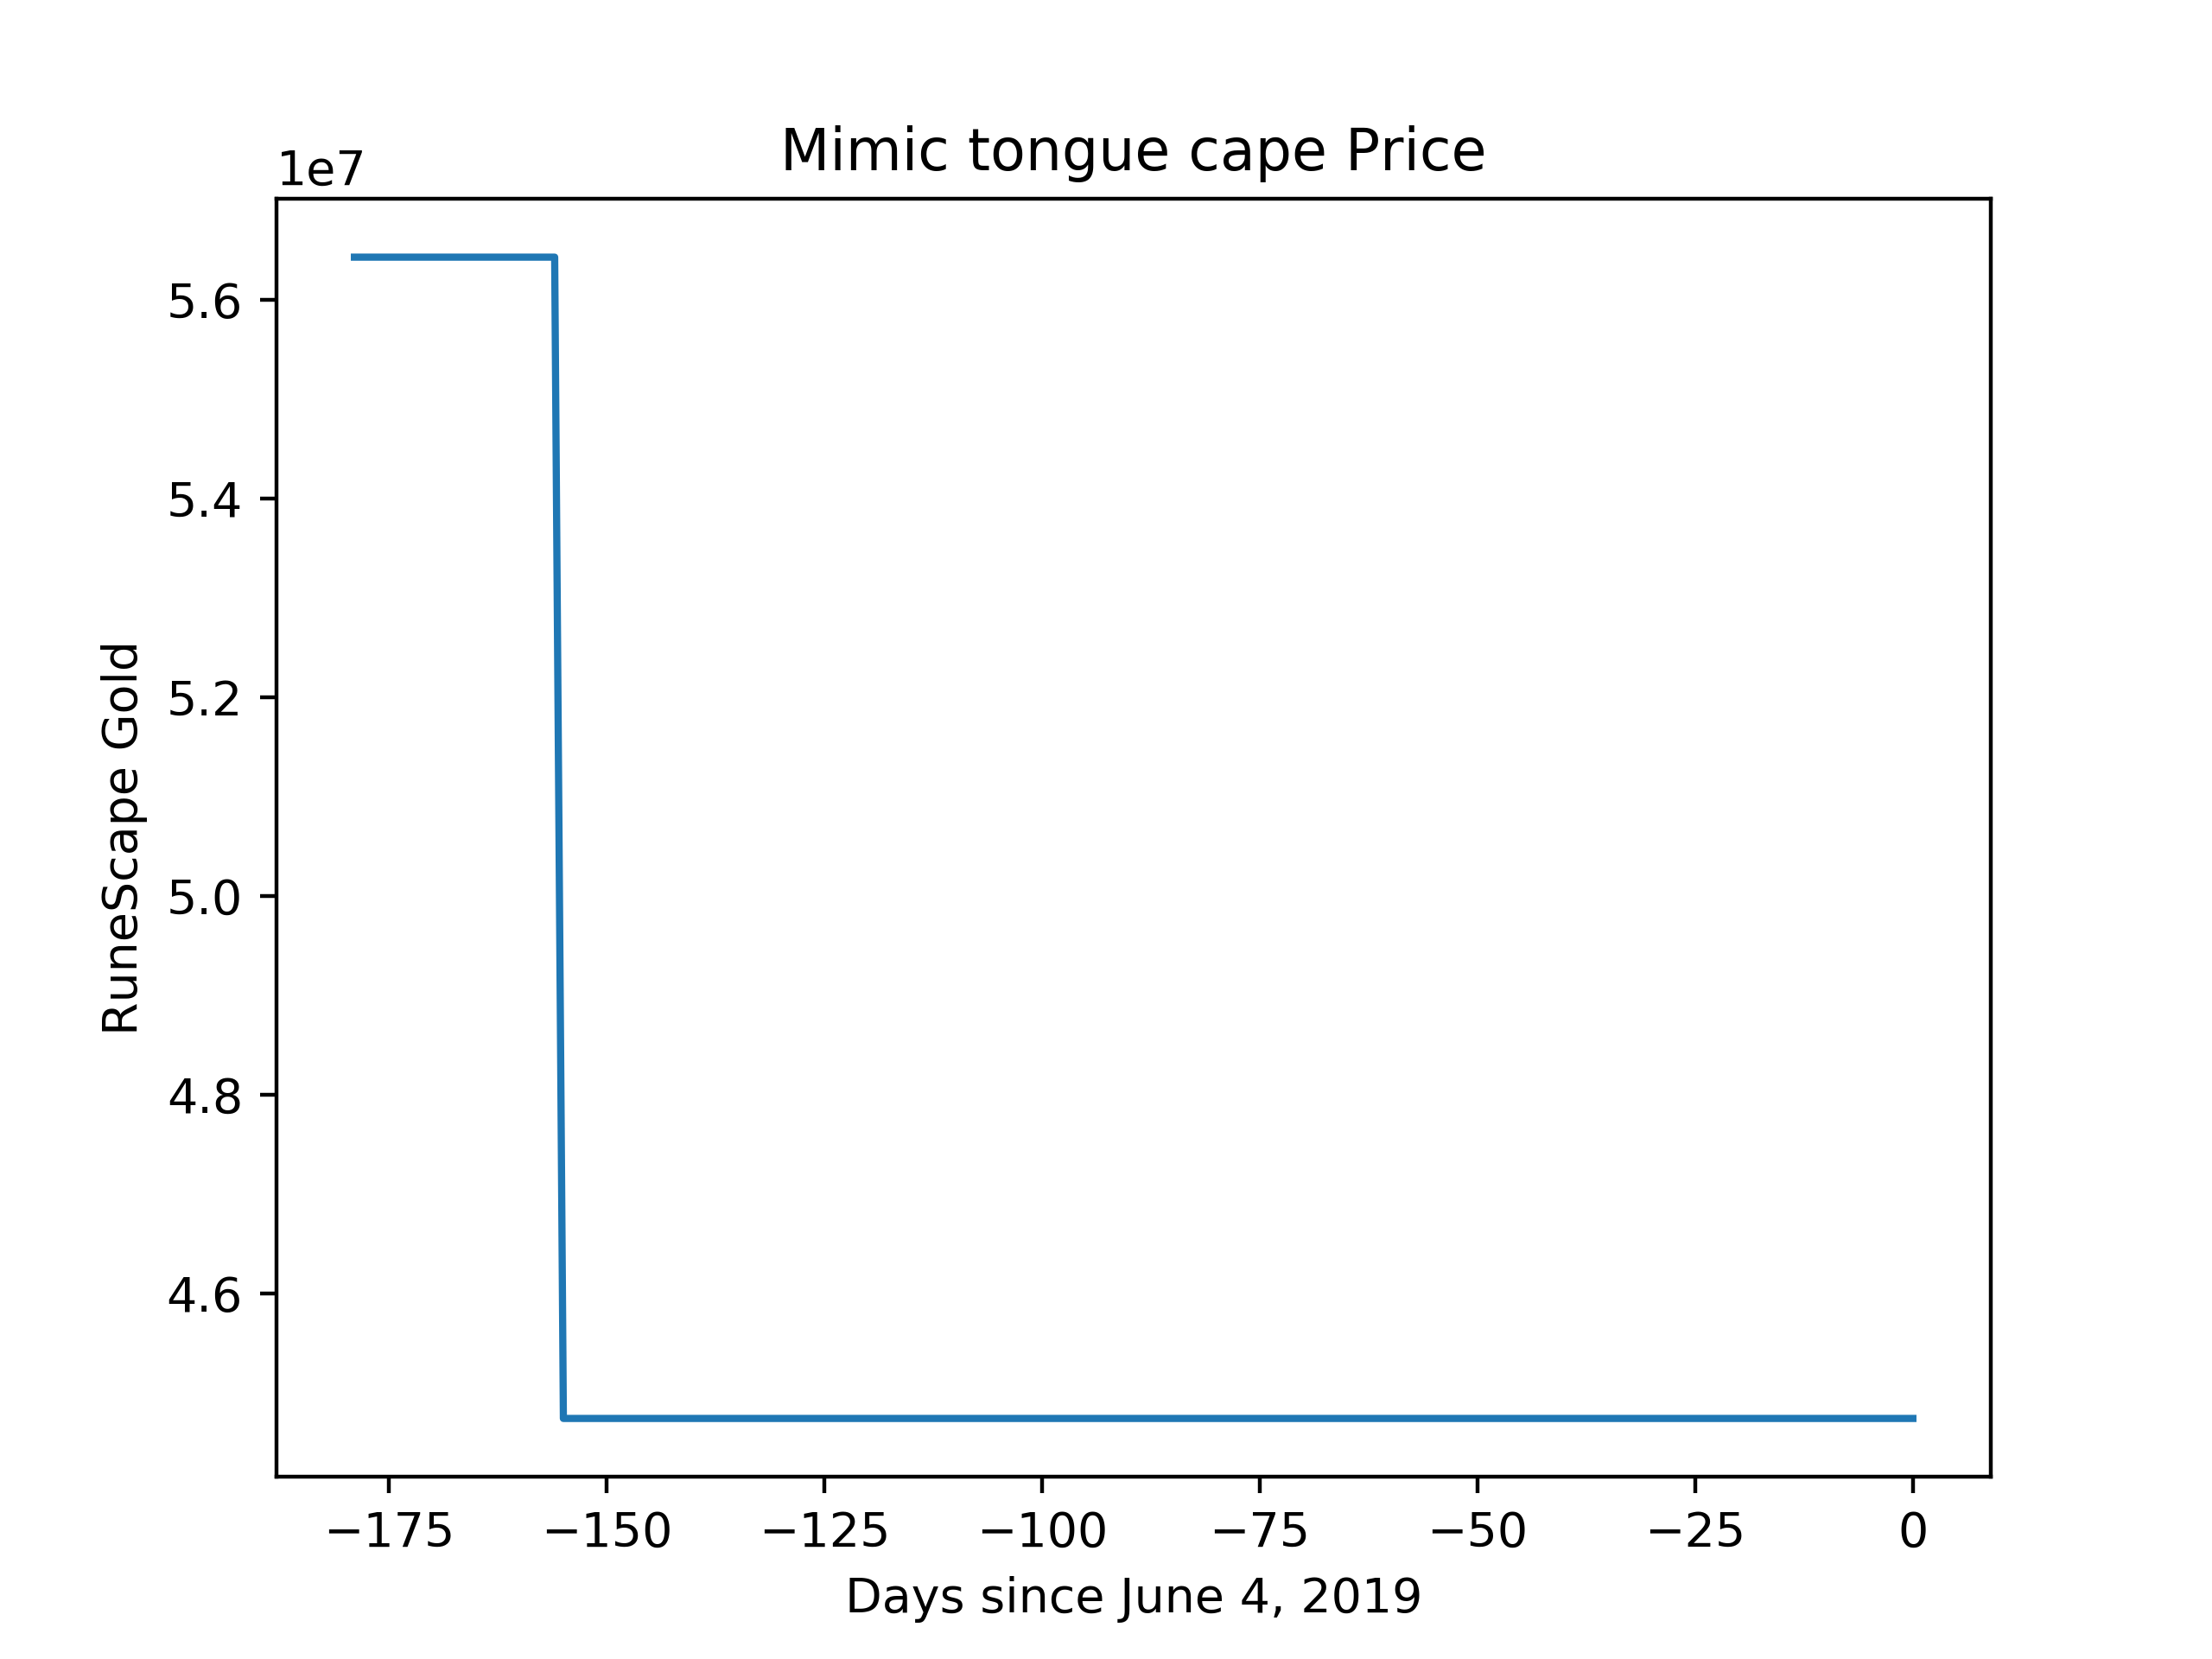 Mimic tongue cape Price
1e7
5.6
5.4
5.2
5.0
4.8
4.6
RuneScape Gold
−175 −150 −125 −100 −75 −50 −25 0
Days since June 4, 2019